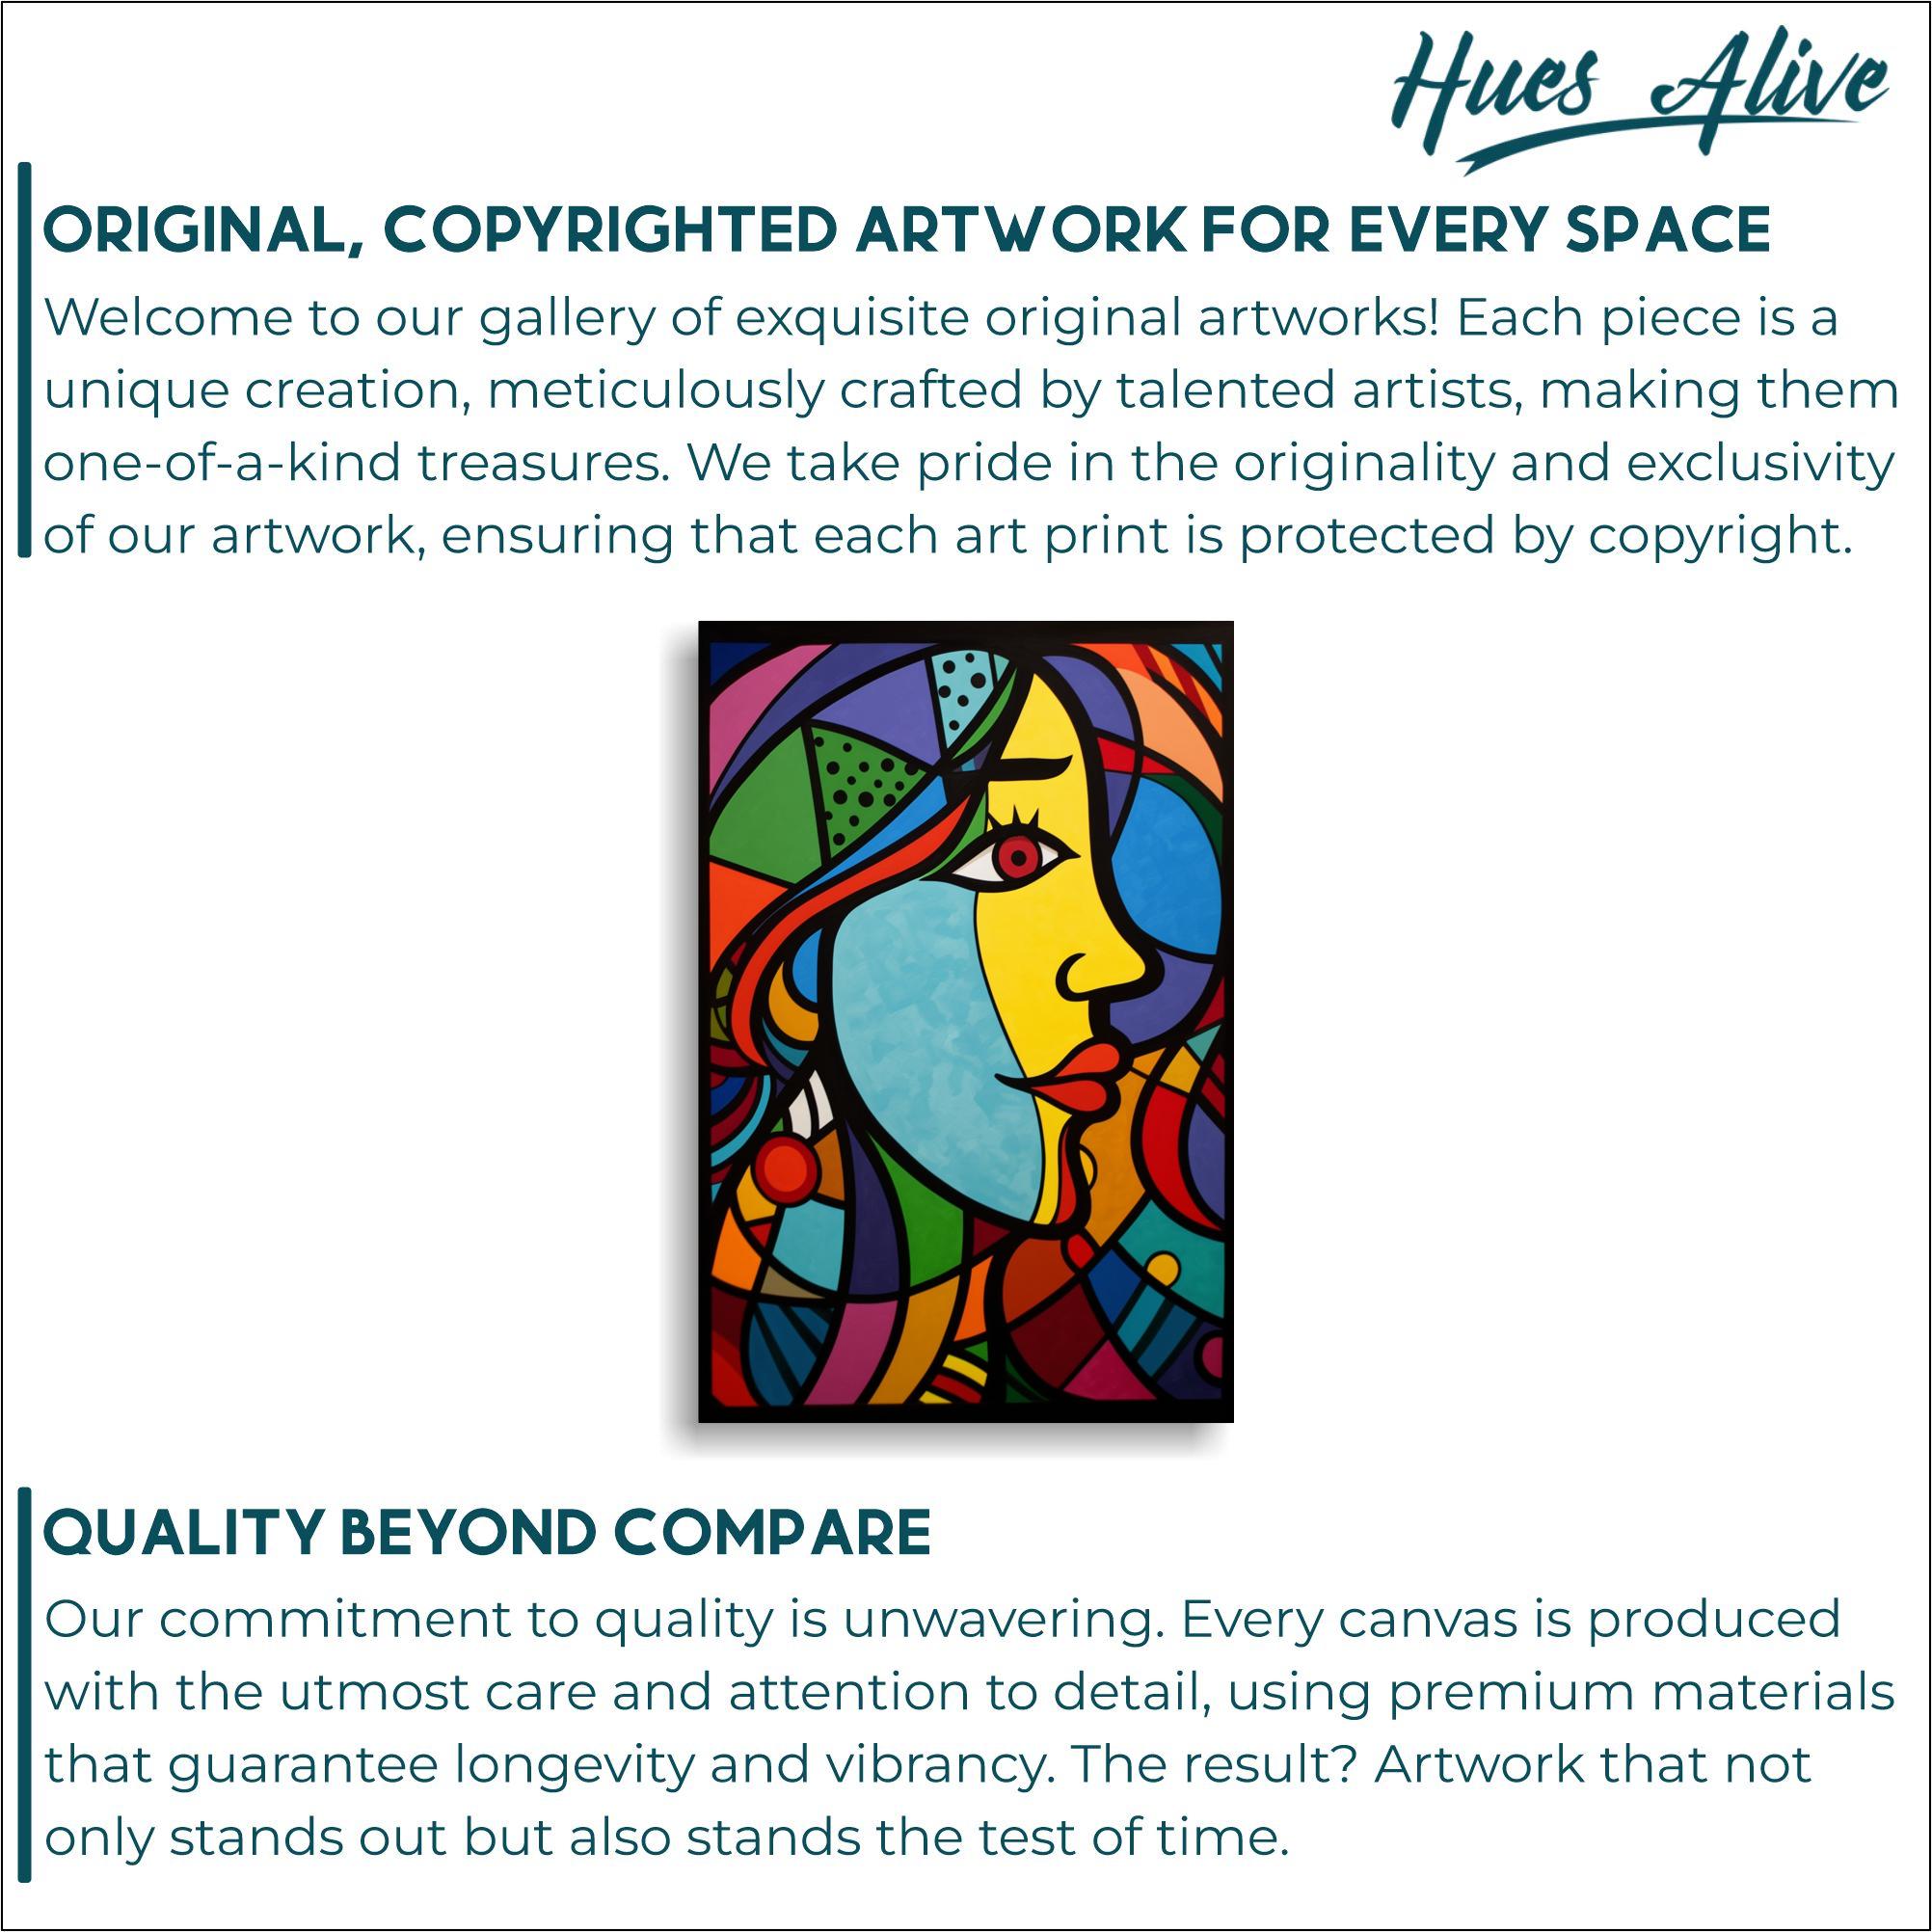 Hues Alive
ORIGINAL, COPYRIGHTED ARTWORK FOR EVERY SPACE
Welcome to our gallery of exquisite original artworks! Each piece is a
unique creation, meticulously crafted by talented artists, making them
one-of-a-kind treasures. We take pride in the originality and exclusivity
of our artwork, ensuring that each art print is protected by copyright.
QUALITY BEYOND COMPARE
Our commitment to quality is unwavering. Every canvas is produced
with the utmost care and attention to detail, using premium materials
that guarantee longevity and vibrancy. The result? Artwork that not
only stands out but also stands the test of time.